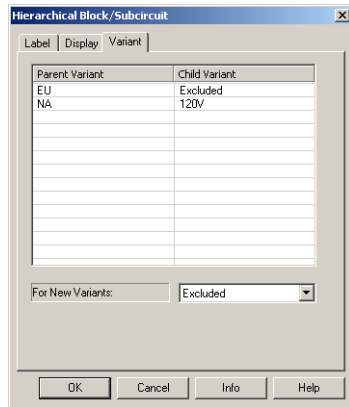 Hierarchical Block/Subcircuit
Label Display Variant
Parent Variant Child Variant
EU Excluded
NA 120V
For New Variants: Excluded
OK Cancel Info Help